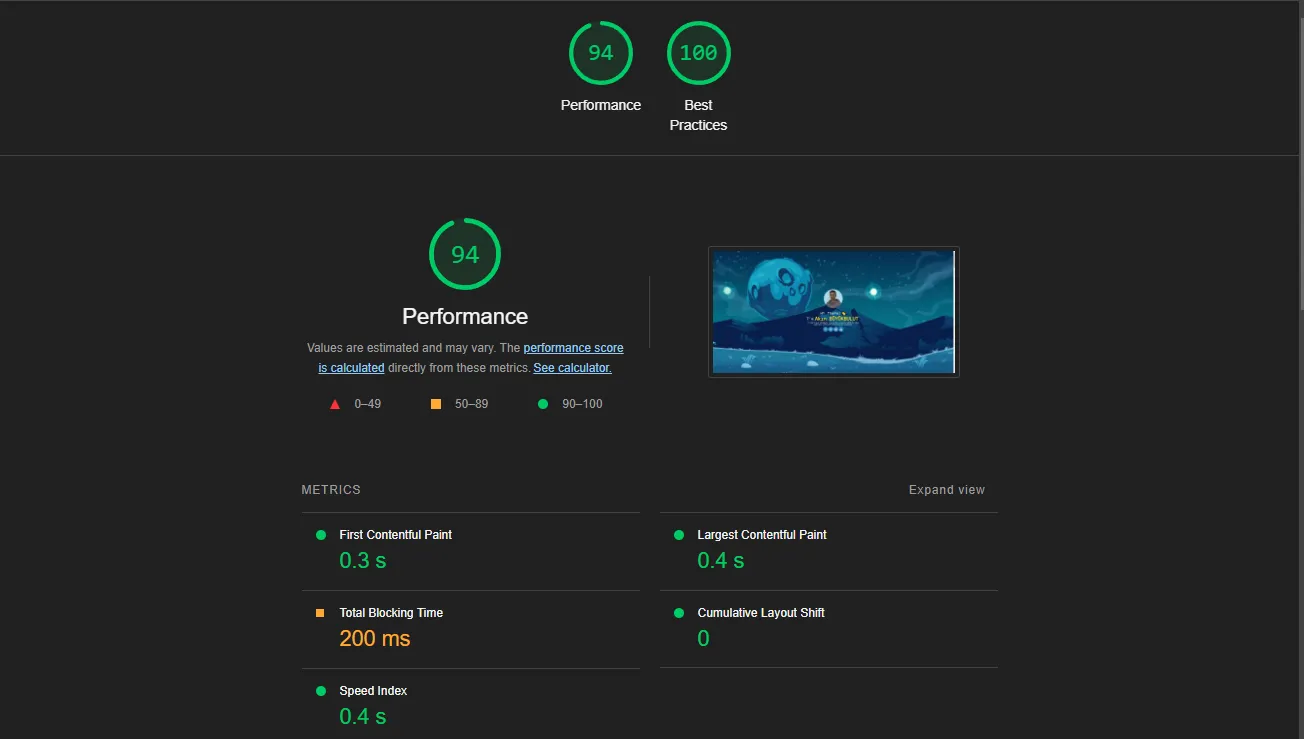 94
100
Performance
Best
Practices
94
Performance
Values are estimated and may vary. The performance score
is calculated directly from these metrics. See calculator.
0–49
50–89
90–100
METRICS
Expand view
First Contentful Paint
0.3 s
Largest Contentful Paint
0.4 s
Total Blocking Time
200 ms
Cumulative Layout Shift
0
Speed Index
0.4 s